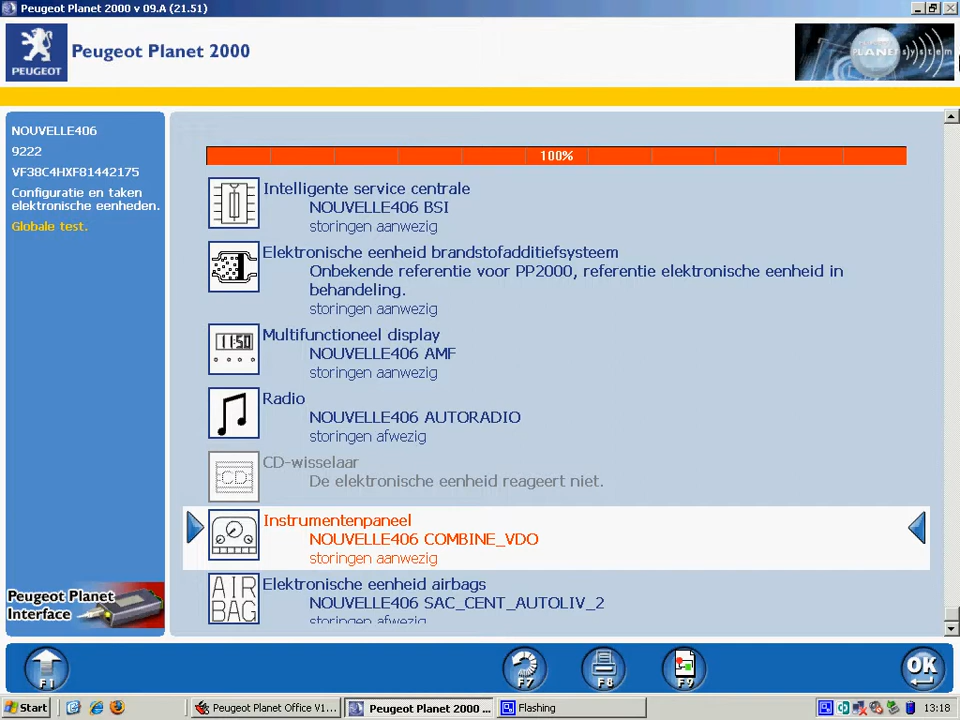 Peugeot Planet 2000 v 09.A (21.51)
PEUGEOT
Peugeot Planet 2000
PLANET system
NOUVELLE406
9222
VF38C4HXF81442175
Configuratie en taken
elektronische eenheden.
Globale test.
100%
Intelligente service centrale
NOUVELLE406 BSI
storingen aanwezig
Elektronische eenheid brandstofadditiefsysteem
Onbekende referentie voor PP2000, referentie elektronische eenheid in
behandeling.
storingen aanwezig
11:50
Multifunctioneel display
NOUVELLE406 AMF
storingen aanwezig
Radio
NOUVELLE406 AUTORADIO
storingen afwezig
CD
CD-wisselaar
De elektronische eenheid reageert niet.
Instrumentenpaneel
NOUVELLE406 COMBINE_VDO
storingen aanwezig
AIR
BAG
Elektronische eenheid airbags
NOUVELLE406 SAC_CENT_AUTOLIV_2
storingen afwezig
Peugeot Planet
Interface
F1
F7
F8
F9
OK
Start
Peugeot Planet Office V1...
Peugeot Planet 2000 ...
Flashing
13:18